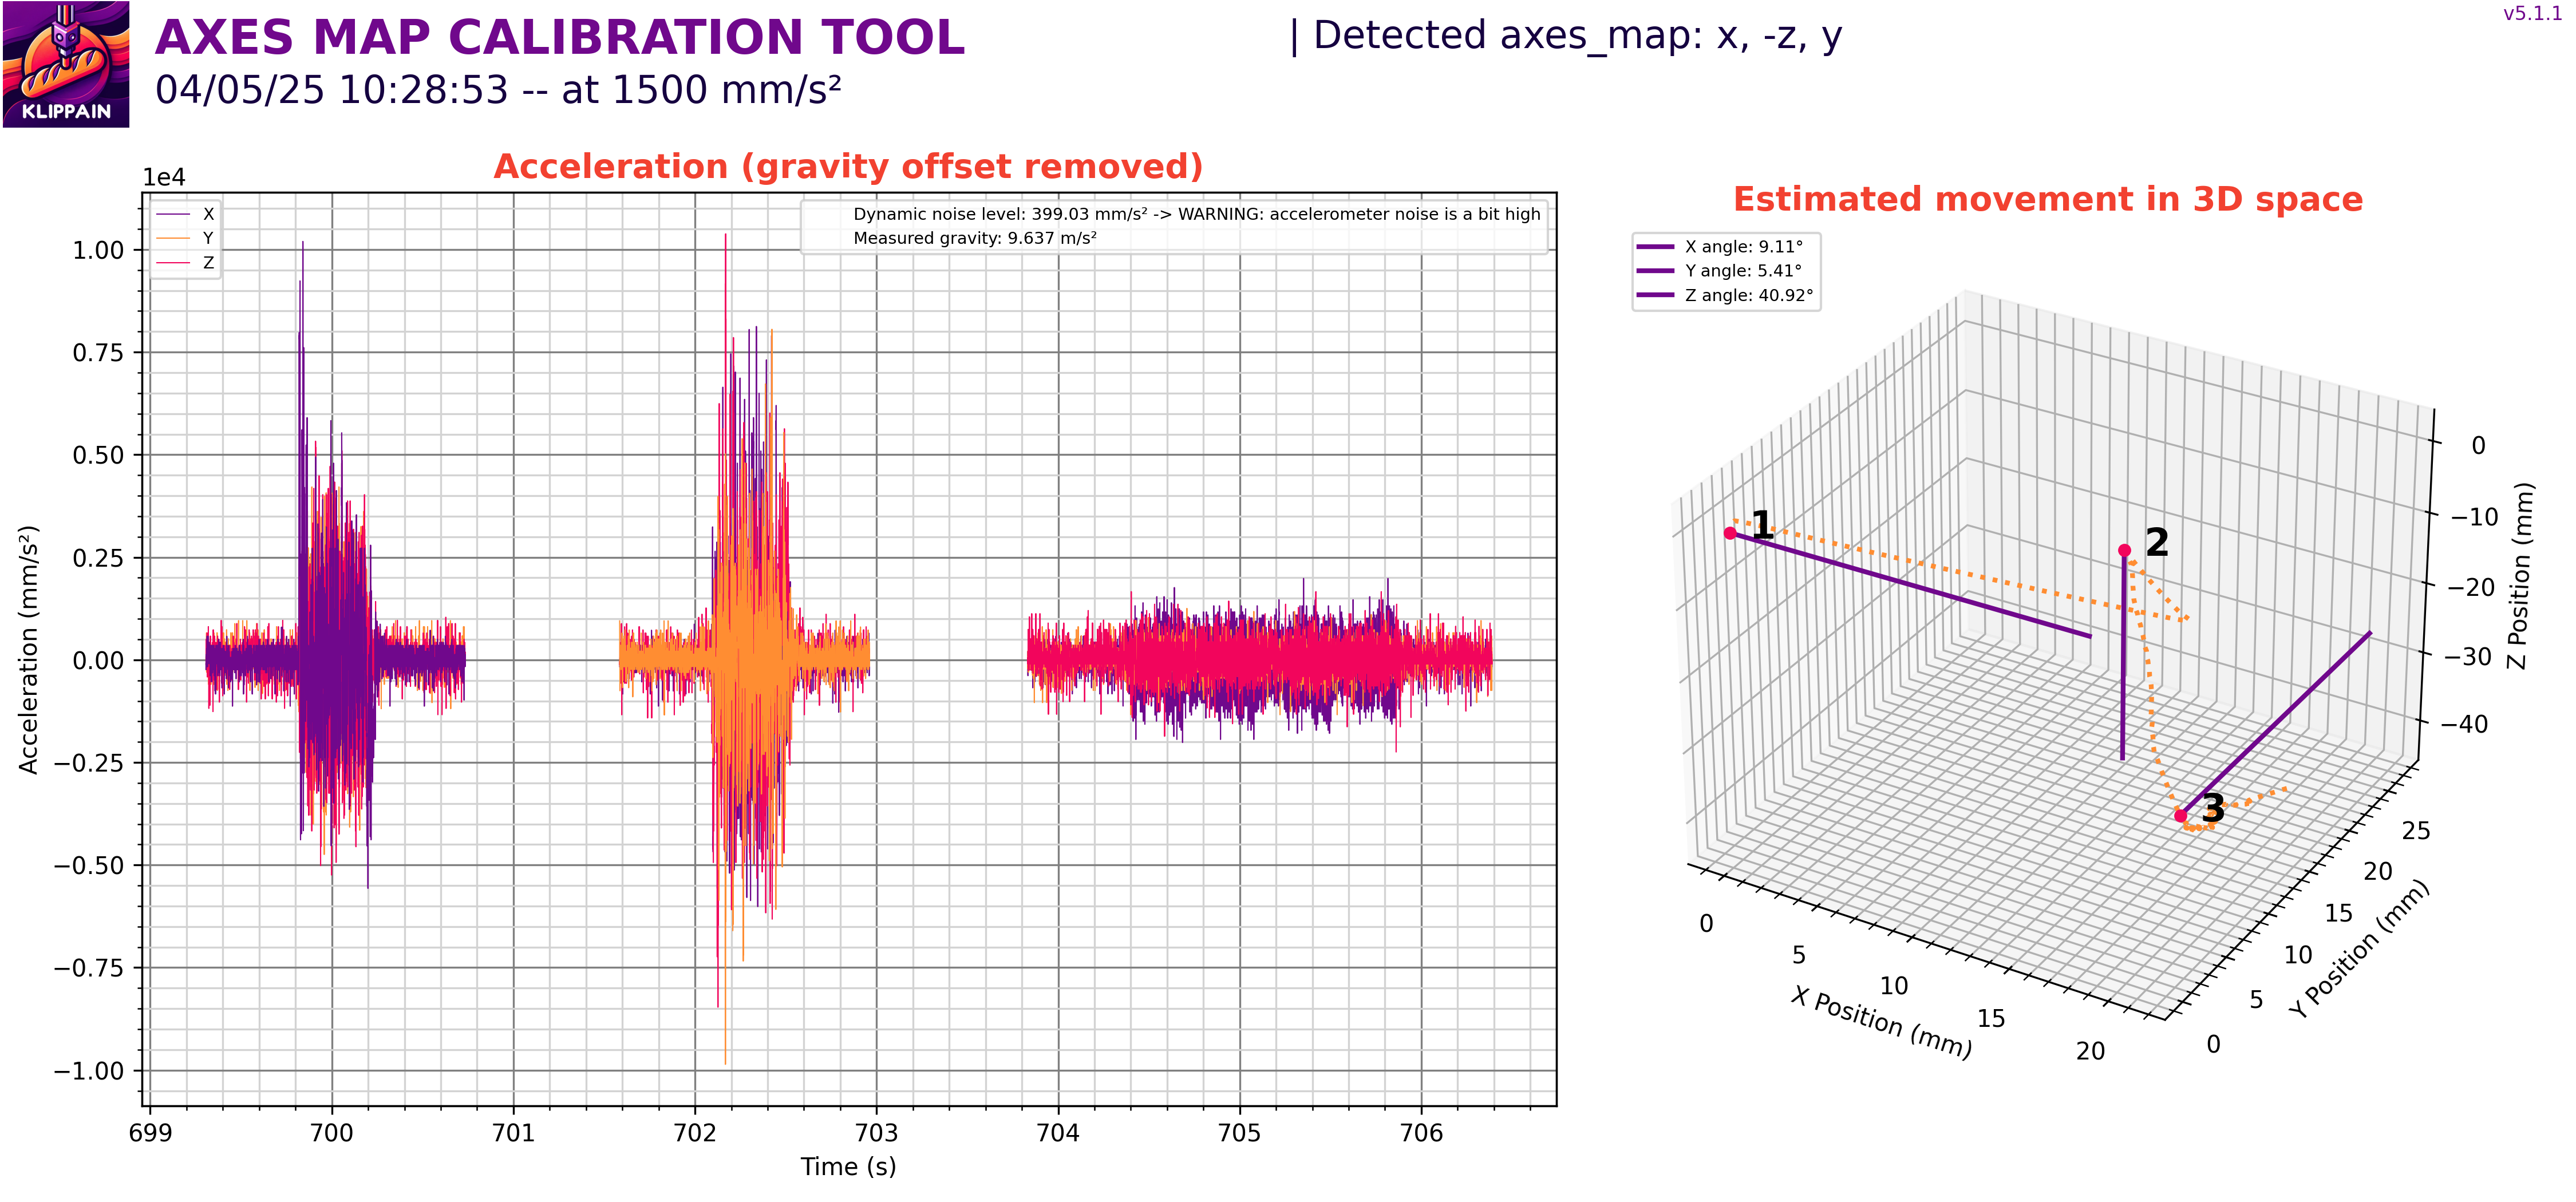 KLIPPAIN
AXES MAP CALIBRATION TOOL
04/05/25 10:28:53 -- at 1500 mm/s²
| Detected axes_map: x, -z, y
v5.1.1
Acceleration (gravity offset removed)
1e4
X
Y
Z
Dynamic noise level: 399.03 mm/s² -> WARNING: accelerometer noise is a bit high
Measured gravity: 9.637 m/s²
1.00
0.75
0.50
0.25
0.00
−0.25
−0.50
−0.75
−1.00
Acceleration (mm/s²)
699 700 701 702 703 704 705 706
Time (s)
Estimated movement in 3D space
X angle: 9.11°
Y angle: 5.41°
Z angle: 40.92°
1
2
3
0
−10
−20
−30
−40
Z Position (mm)
0
5
10
15
20
X Position (mm)
0
5
10
15
20
25
Y Position (mm)